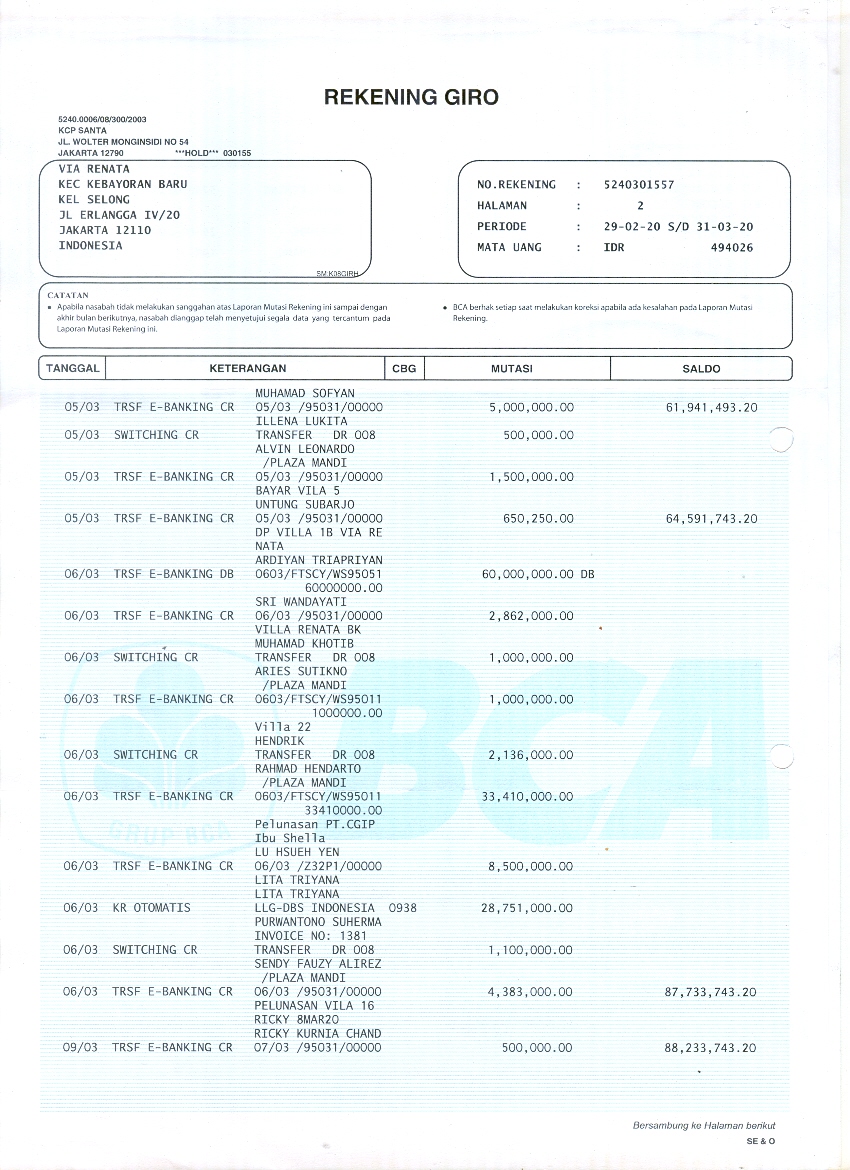 REKENING GIRO
5240.0006/08/300/2003
KCP SANTA
JL. WOLTER MONGINSIDI NO 54
JAKARTA 12790 ***HOLD*** 030155
VIA RENATA
KEC KEBAYORAN BARU
KEL SELONG
JL ERLANGGA IV/20
JAKARTA 12110
INDONESIA
SM:K08GIRH
NO.REKENING : 5240301557
HALAMAN : 2
PERIODE : 29-02-20 S/D 31-03-20
MATA UANG : IDR 494026
CATATAN
• Apabila nasabah tidak melakukan sanggahan atas Laporan Mutasi Rekening ini sampai dengan
akhir bulan berikutnya, nasabah dianggap telah menyetujui segala data yang tercantum pada
Laporan Mutasi Rekening ini.
• BCA berhak setiap saat melakukan koreksi apabila ada kesalahan pada Laporan Mutasi
Rekening.
TANGGAL KETERANGAN CBG MUTASI SALDO
MUHAMAD SOFYAN
05/03 TRSF E-BANKING CR 05/03 /95031/00000 5,000,000.00 61,941,493.20
ILLENA LUKITA
05/03 SWITCHING CR TRANSFER DR 008 500,000.00
ALVIN LEONARDO
/PLAZA MANDI
05/03 TRSF E-BANKING CR 05/03 /95031/00000 1,500,000.00
BAYAR VILA 5
UNTUNG SUBARJO
05/03 TRSF E-BANKING CR 05/03 /95031/00000 650,250.00 64,591,743.20
DP VILLA 1B VIA RE
NATA
ARDIYAN TRIAPRIYAN
06/03 TRSF E-BANKING DB 0603/FTSCY/WS95051 60,000,000.00 DB
60000000.00
SRI WANDAYATI
06/03 TRSF E-BANKING CR 06/03 /95031/00000 2,862,000.00
VILLA RENATA BK
MUHAMAD KHOTIB
06/03 SWITCHING CR TRANSFER DR 008 1,000,000.00
ARIES SUTIKNO
/PLAZA MANDI
06/03 TRSF E-BANKING CR 0603/FTSCY/WS95011 1,000,000.00
1000000.00
Villa 22
HENDRIK
06/03 SWITCHING CR TRANSFER DR 008 2,136,000.00
RAHMAD HENDARTO
/PLAZA MANDI
06/03 TRSF E-BANKING CR 0603/FTSCY/WS95011 33,410,000.00
33410000.00
Pelunasan PT.CGIP
Ibu Shella
LU HSUEH YEN
06/03 TRSF E-BANKING CR 06/03 /Z32P1/00000 8,500,000.00
LITA TRIYANA
LITA TRIYANA
06/03 KR OTOMATIS LLG-DBS INDONESIA 0938 28,751,000.00
PURWANTONO SUHERMA
INVOICE NO: 1381
06/03 SWITCHING CR TRANSFER DR 008 1,100,000.00
SENDY FAUZY ALIREZ
/PLAZA MANDI
06/03 TRSF E-BANKING CR 06/03 /95031/00000 4,383,000.00 87,733,743.20
PELUNASAN VILA 16
RICKY 8MAR20
RICKY KURNIA CHAND
09/03 TRSF E-BANKING CR 07/03 /95031/00000 500,000.00 88,233,743.20
BCA
GRUP BCA
Bersambung ke Halaman berikut
SE & O